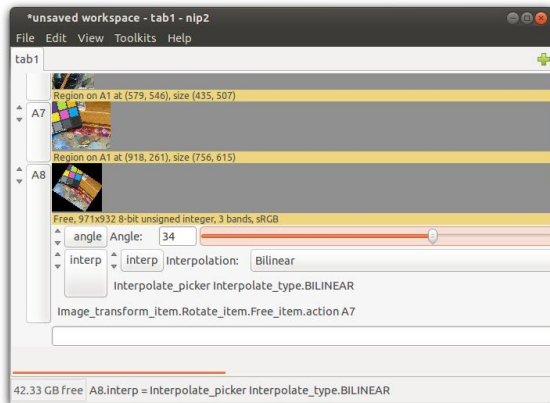 *unsaved workspace - tab1 - nip2
File Edit View Toolkits Help
tab1
Region on A1 at (579, 546), size (435, 507)
A7
Region on A1 at (918, 261), size (756, 615)
A8
Free, 971x932 8-bit unsigned integer, 3 bands, sRGB
angle Angle: 34
interp interp Interpolation: Bilinear
Interpolate_picker Interpolate_type.BILINEAR
Image_transform_item.Rotate_item.Free_item.action A7
42.33 GB free A8.interp = Interpolate_picker Interpolate_type.BILINEAR